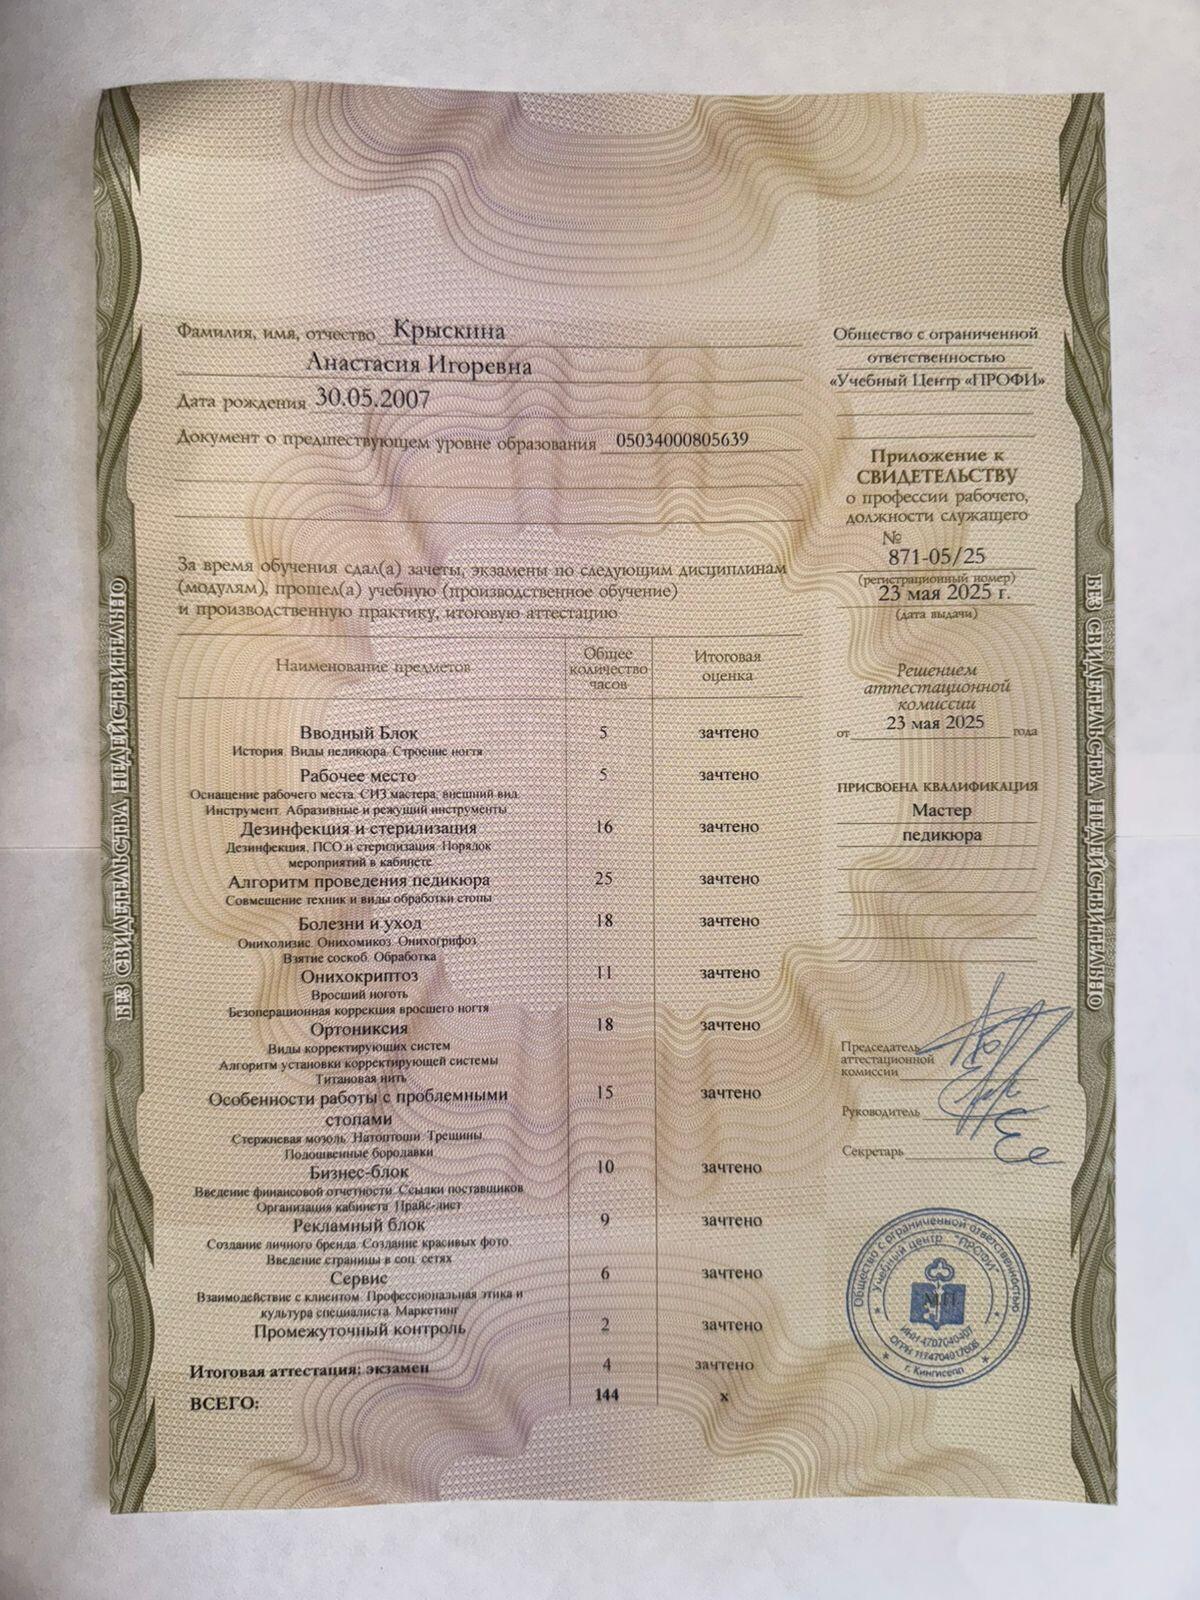 Фамилия, имя, отчество Крыскина
Анастасия Игоревна
Дата рождения 30.05.2007
Документ о предшествующем уровне образования 05034000805639
За время обучения сдал(а) зачеты, экзамены по следующим дисциплинам
(модулям), прошел(а) учебную (производственное обучение)
и производственную практику, итоговую аттестацию
Наименование предметов
Общее
количество
часов
Итоговая
оценка
Вводный Блок 5 зачтено
История. Виды педикюра. Строение ногтя
Рабочее место 5 зачтено
Оснащение рабочего места. СИЗ мастера, внешний вид.
Инструмент. Абразивные и режущий инструменты
Дезинфекция и стерилизация 16 зачтено
Дезинфекция, ПСО и стерилизация. Порядок
мероприятий в кабинете
Алгоритм проведения педикюра 25 зачтено
Совмещение техник и виды обработки стопы
Болезни и уход 18 зачтено
Онихолизис. Онихомикоз. Онихогрифоз.
Взятие соскоб. Обработка
Онихокриптоз 11 зачтено
Вросший ноготь
Безоперационная коррекция вросшего ногтя
Ортониксия 18 зачтено
Виды корректирующих систем
Алгоритм установки корректирующей системы
Титановая нить
Особенности работы с проблемными 15 зачтено
стопами
Стержневая мозоль. Натоптоши. Трещины.
Подошвенные бородавки
Бизнес-блок 10 зачтено
Введение финансовой отчетности. Ссылки поставщиков
Организация кабинета. Прайс-лист
Рекламный блок 9 зачтено
Создание личного бренда. Создание красивых фото.
Введение страницы в соц. сетях
Сервис 6 зачтено
Взаимодействие с клиентом. Профессиональная этика и
культура специалиста. Маркетинг
Промежуточный контроль 2 зачтено
Итоговая аттестация: экзамен 4 зачтено
ВСЕГО: 144 х
Общество с ограниченной
ответственностью
«Учебный Центр «ПРОФИ»
Приложение к
СВИДЕТЕЛЬСТВУ
о профессии рабочего,
должности служащего
№
871-05/25
(регистрационный номер)
23 мая 2025 г.
(дата выдачи)
Решением
аттестационной
комиссии
от 23 мая 2025 года
ПРИСВОЕНА КВАЛИФИКАЦИЯ
Мастер
педикюра
Председатель
аттестационной
комиссии
Руководитель
Секретарь
Общество с ограниченной ответственностью
Учебный центр "ПРОФИ"
М.П.
ИНН 4707040407
ОГРН 1174704017006
г. Кингисепп
БЕЗ СВИДЕТЕЛЬСТВА НЕДЕЙСТВИТЕЛЬНО
БЕЗ СВИДЕТЕЛЬСТВА НЕДЕЙСТВИТЕЛЬНО